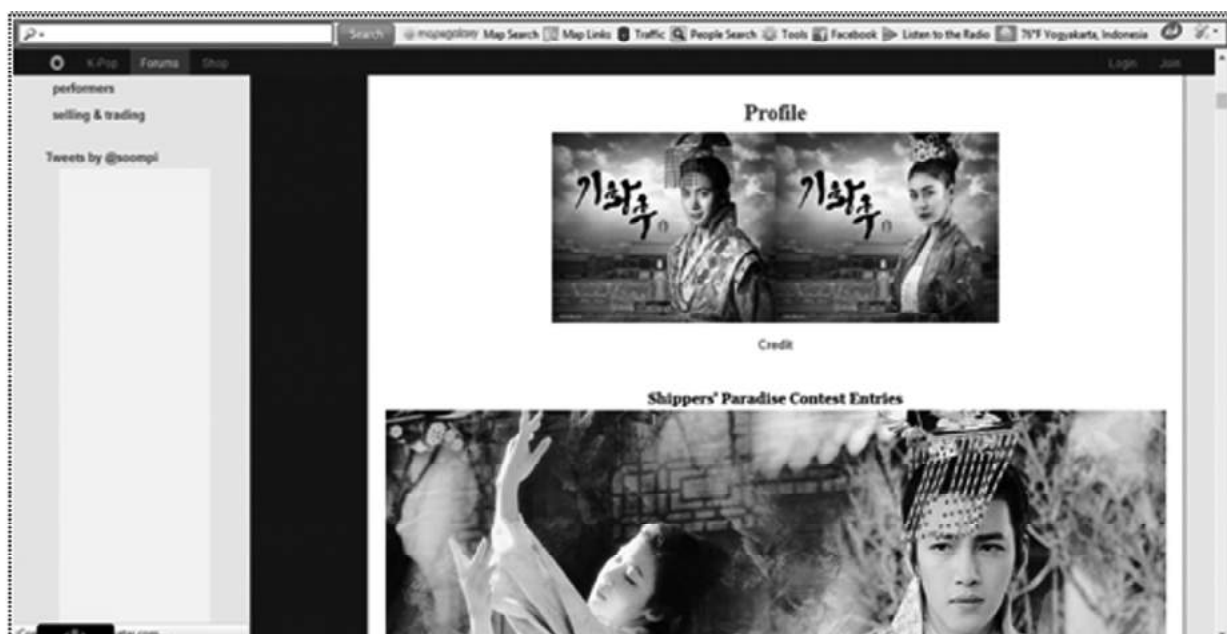 Search mapsgalaxy Map Search Map Links Traffic People Search Tools Facebook Listen to the Radio 76°F Yogyakarta, Indonesia
K-Pop Forums Shop Login Join
performers
selling & trading
Tweets by @soompi
Profile
기황후
기황후
Credit
Shippers' Paradise Contest Entries